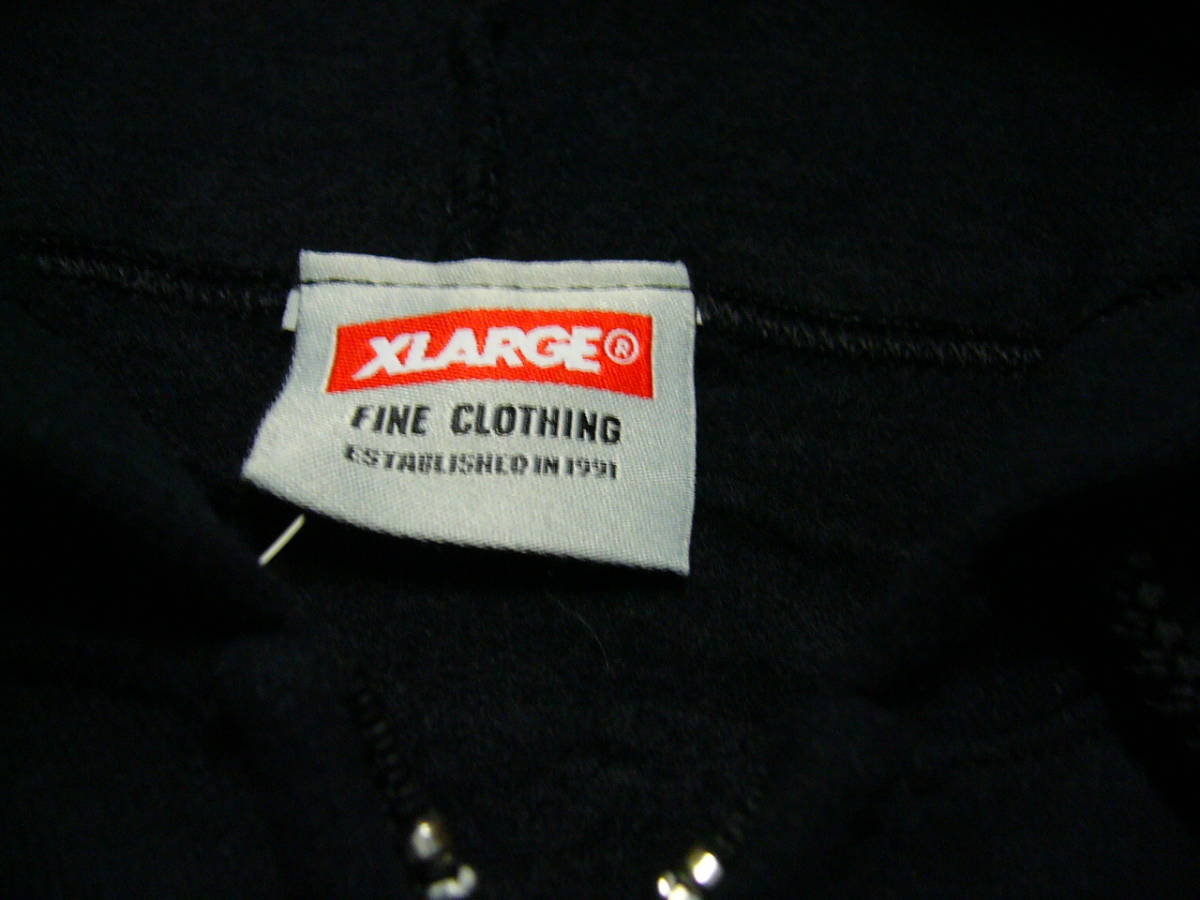 XLARGE®
FINE CLOTHING
ESTABLISHED IN 1991